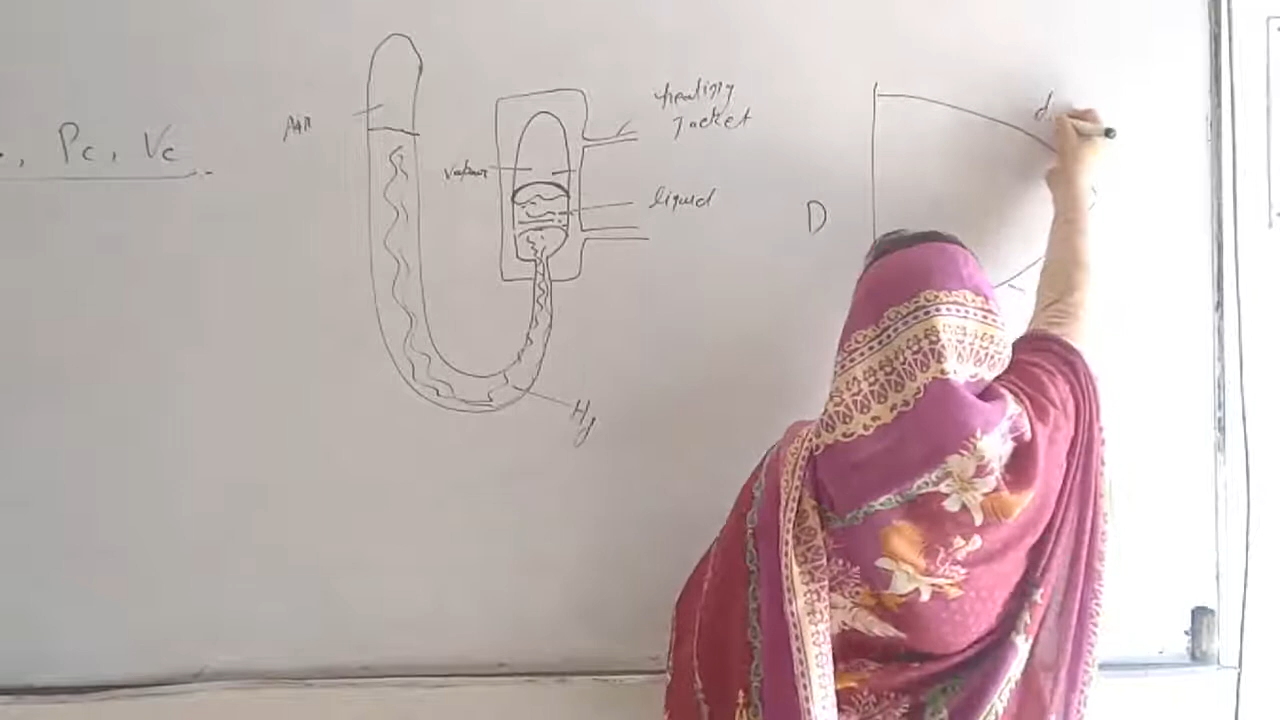 , Pc, Vc
AIR
vapour
heating
Jacket
liquid
Hg
D
d